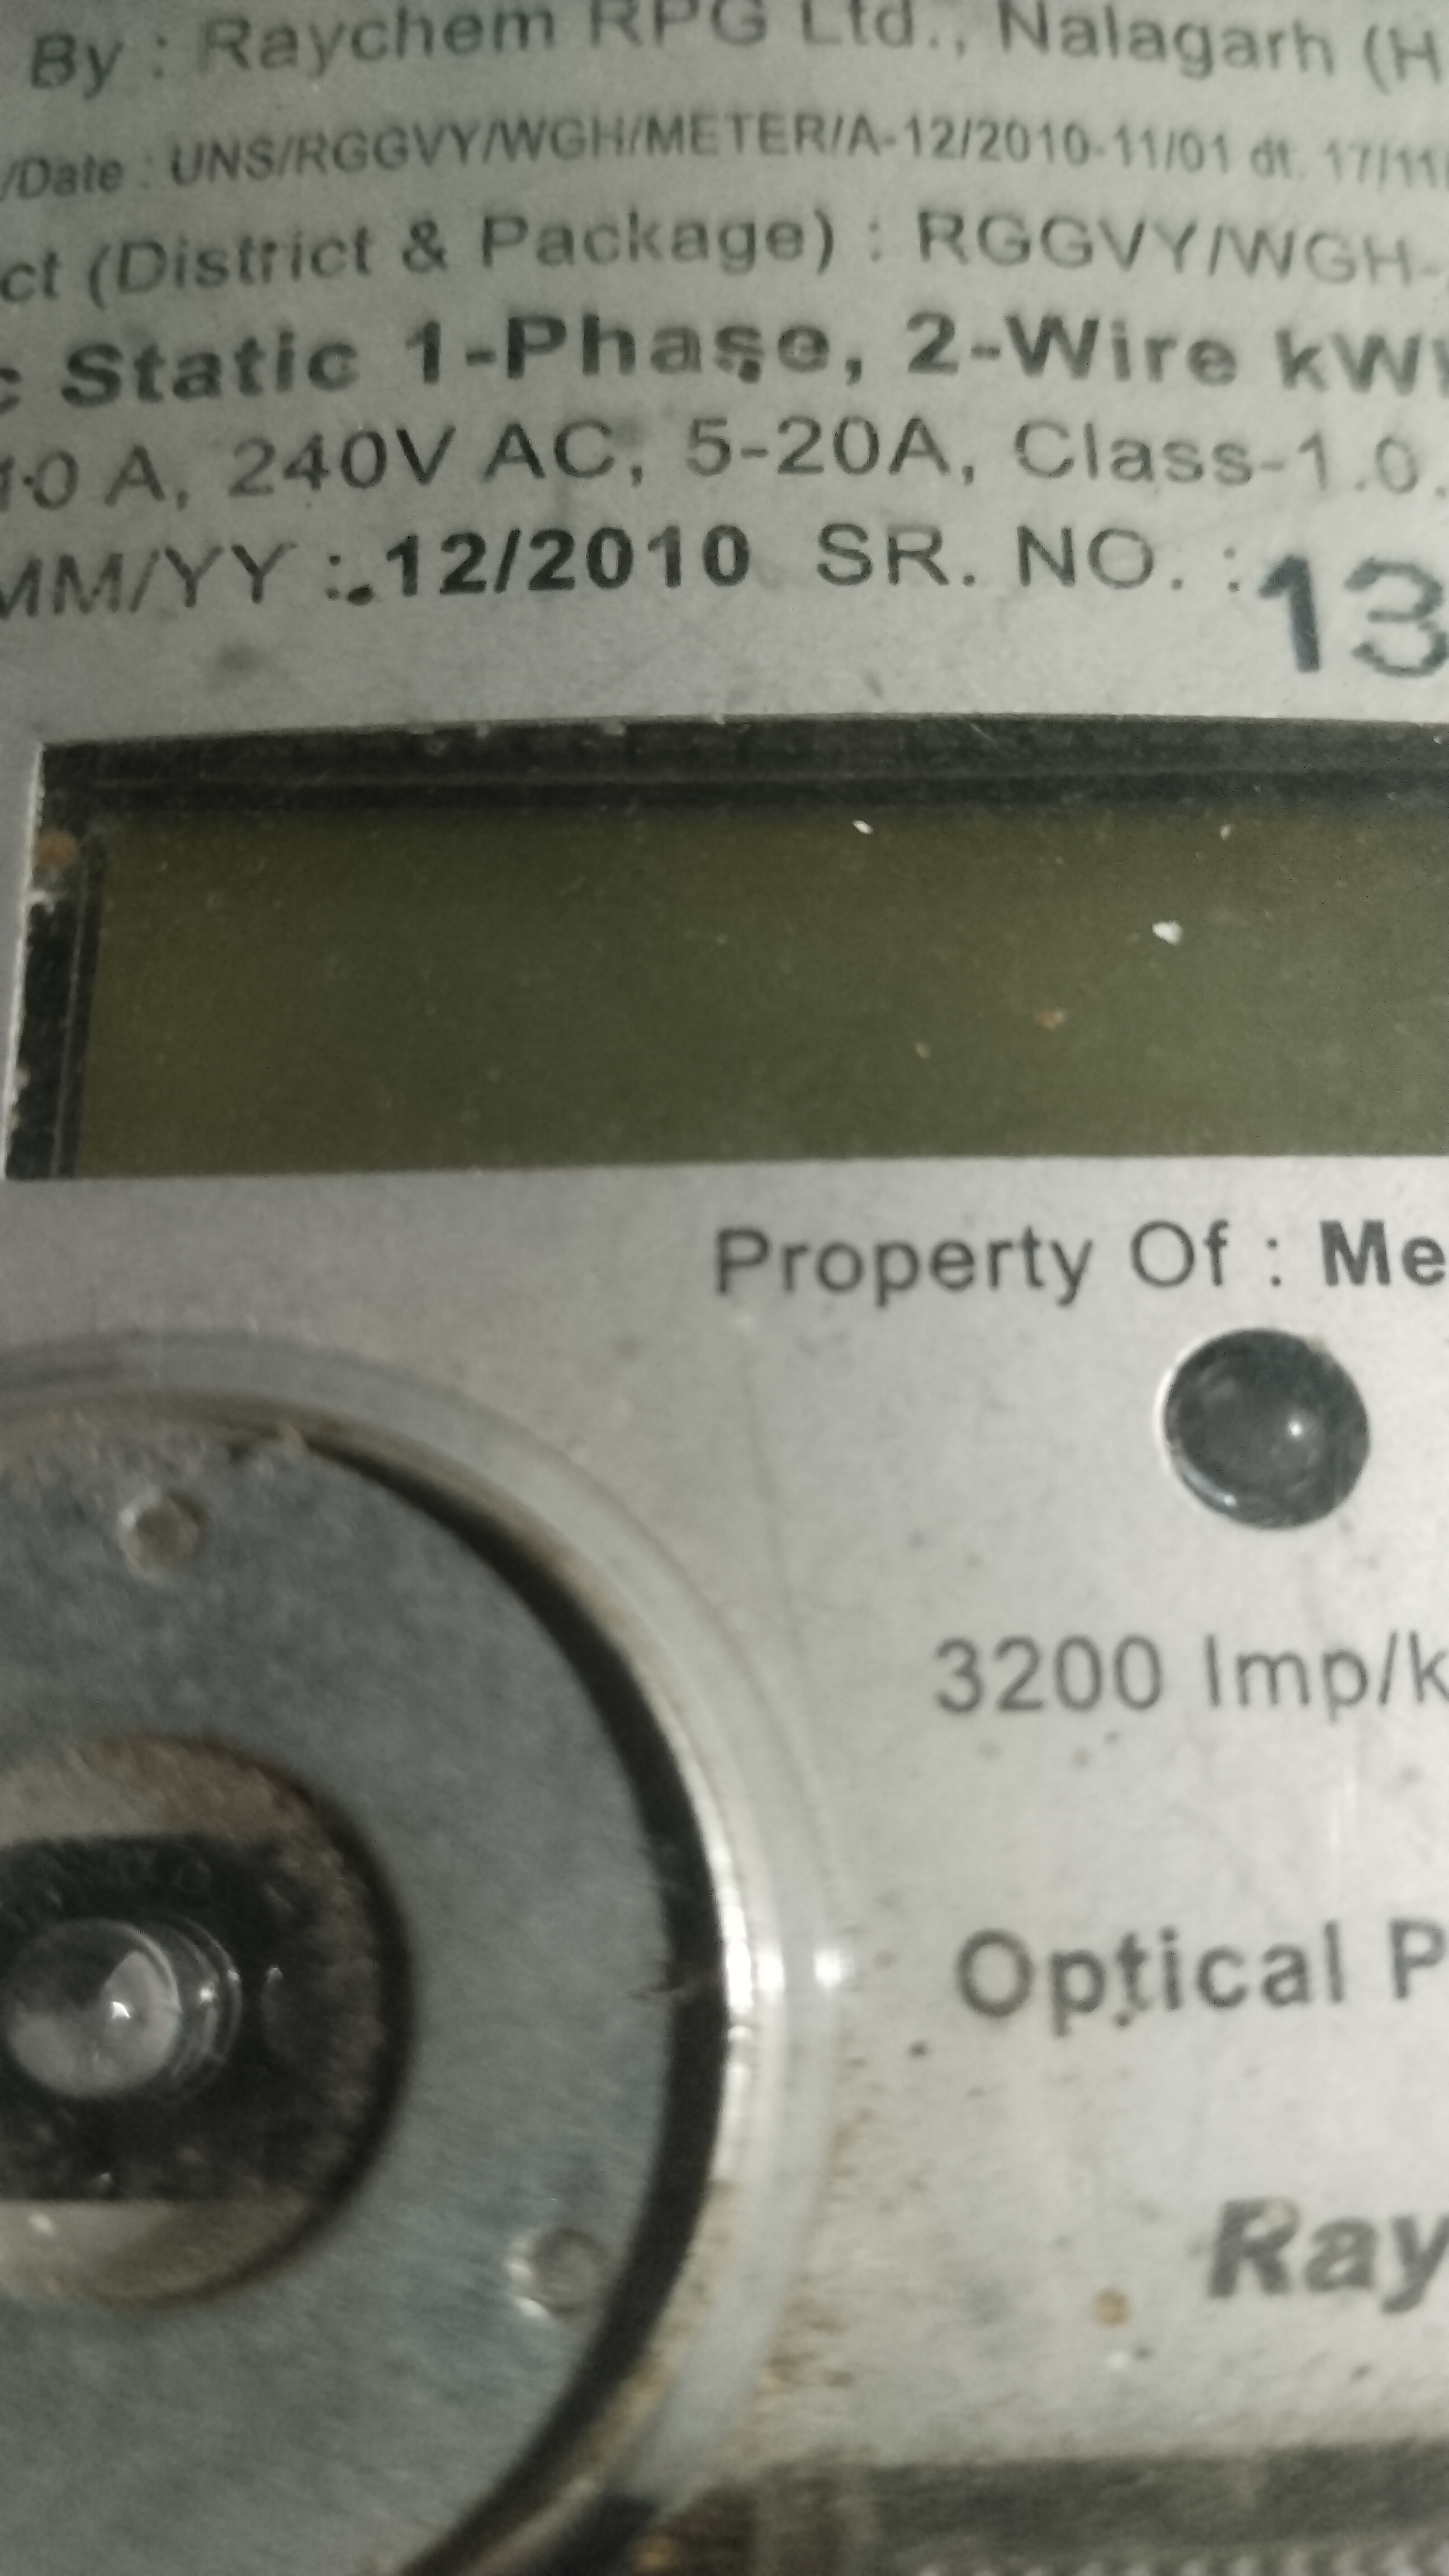 By : Raychem RPG Ltd., Nalagarh (H
/Date : UNS/RGGVY/WGH/METER/A-12/2010-11/01 dt. 17/11/
ct (District & Package) : RGGVY/WGH-
c Static 1-Phase, 2-Wire kW
10 A, 240V AC, 5-20A, Class-1.0.
MM/YY : 12/2010 SR. NO. : 13
Property Of : Me
3200 Imp/k
Optical P
Ray